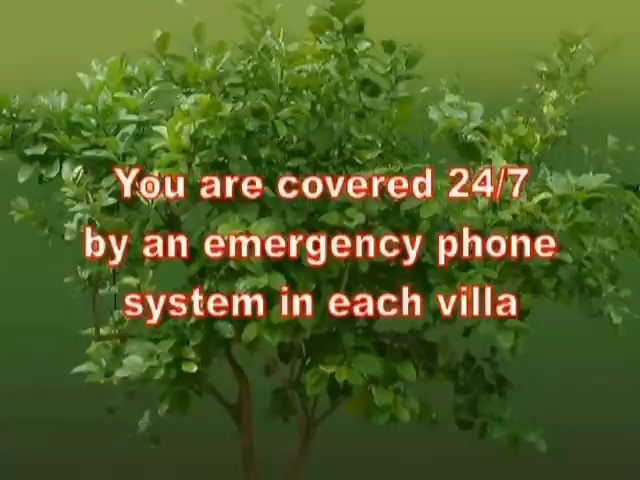 You are covered 24/7
by an emergency phone
system in each villa